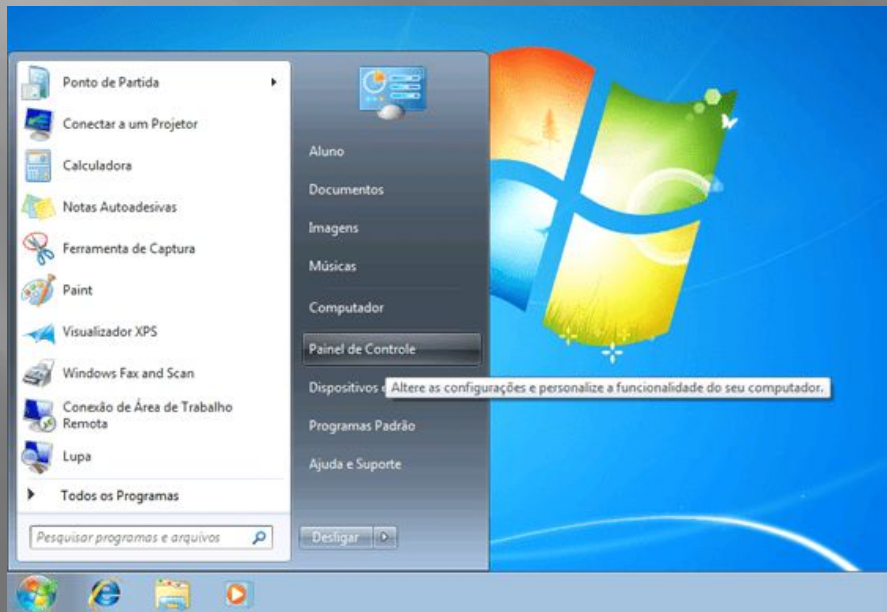 Ponto de Partida
Conectar a um Projetor
Calculadora
Notas Autoadesivas
Ferramenta de Captura
Paint
Visualizador XPS
Windows Fax and Scan
Conexão de Área de Trabalho
Remota
Lupa
Todos os Programas
Pesquisar programas e arquivos
Aluno
Documentos
Imagens
Músicas
Computador
Painel de Controle
Dispositivos
Altere as configurações e personalize a funcionalidade do seu computador.
Programas Padrão
Ajuda e Suporte
Desligar